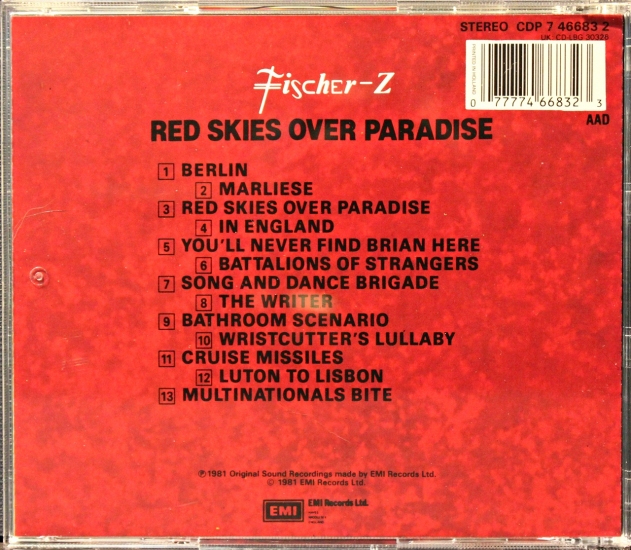 STEREO CDP 7 46683 2
UK: CD-LBG 30326
PRINTED IN HOLLAND
0 77774 66832 3
AAD
Fischer-Z
RED SKIES OVER PARADISE
1 BERLIN
2 MARLIESE
3 RED SKIES OVER PARADISE
4 IN ENGLAND
5 YOU'LL NEVER FIND BRIAN HERE
6 BATTALIONS OF STRANGERS
7 SONG AND DANCE BRIGADE
8 THE WRITER
9 BATHROOM SCENARIO
10 WRISTCUTTER'S LULLABY
11 CRUISE MISSILES
12 LUTON TO LISBON
13 MULTINATIONALS BITE
℗ 1981 Original Sound Recordings made by EMI Records Ltd.
© 1981 EMI Records Ltd.
EMI
EMI Records Ltd.